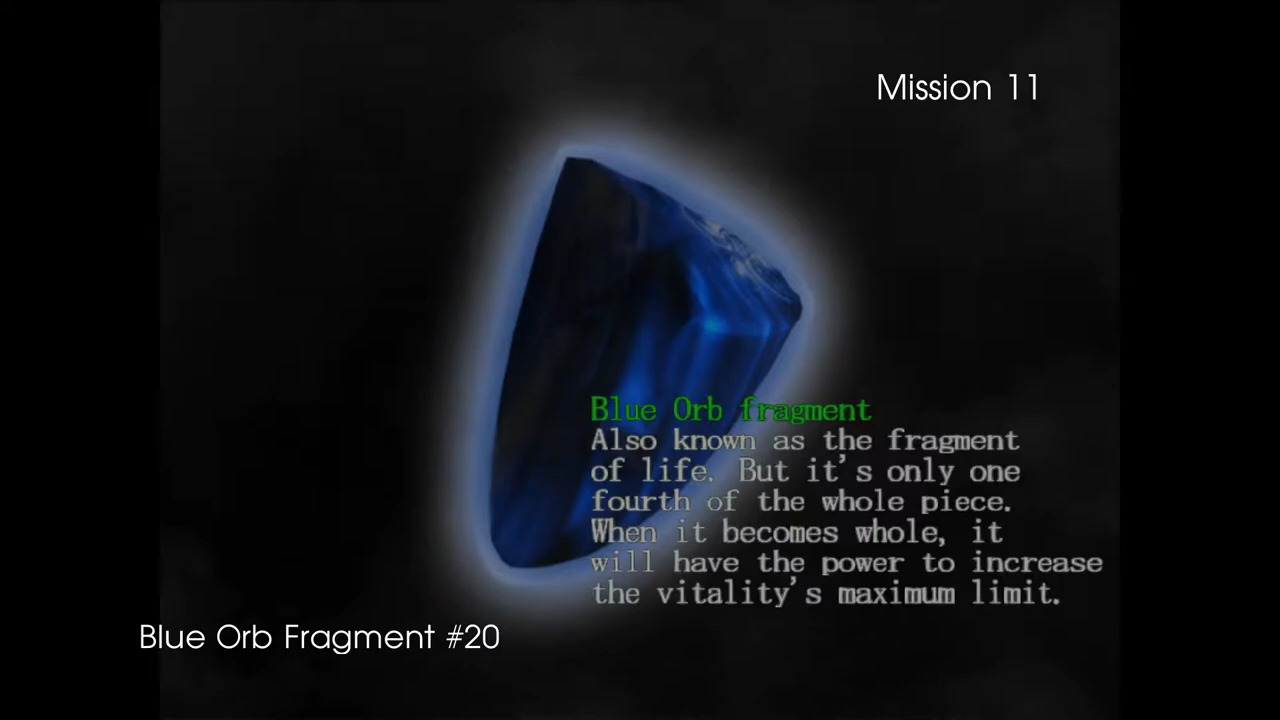 Mission 11
Blue Orb fragment
Also known as the fragment
of life. But it's only one
fourth of the whole piece.
When it becomes whole, it
will have the power to increase
the vitality's maximum limit.
Blue Orb Fragment #20